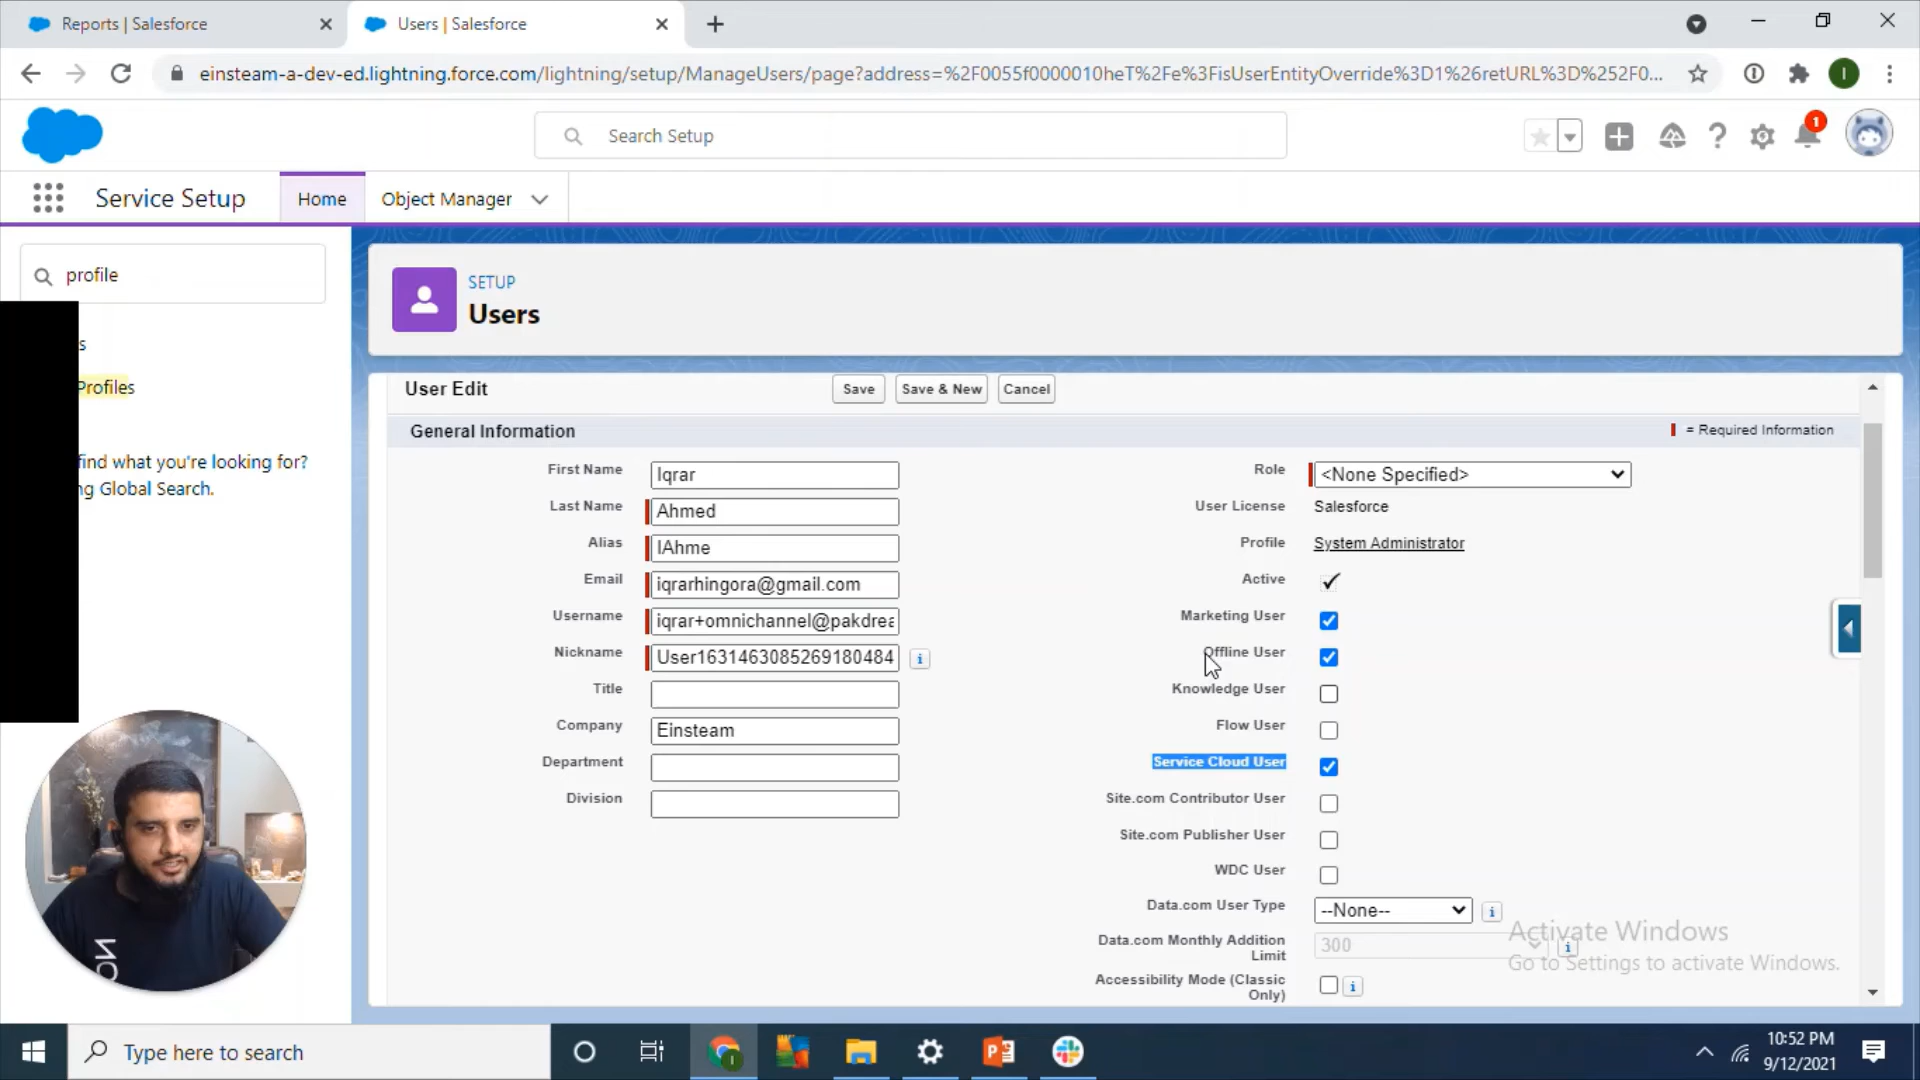 Reports | Salesforce
Users | Salesforce
einsteam-a-dev-ed.lightning.force.com/lightning/setup/ManageUsers/page?address=%2F0055f0000010heT%2Fe%3FisUserEntityOverride%3D1%26retURL%3D%252F0...
I
Search Setup
1
Service Setup
Home
Object Manager
profile
s
Profiles
find what you're looking for?
ng Global Search.
SETUP
Users
User Edit
Save
Save & New
Cancel
General Information
= Required Information
First Name
Iqrar
Last Name
Ahmed
Alias
IAhme
Email
iqrarhingora@gmail.com
Username
iqrar+omnichannel@pakdrea
Nickname
User1631463085269180484
Title
Company
Einsteam
Department
Division
Role
<None Specified>
User License
Salesforce
Profile
System Administrator
Active
Marketing User
Offline User
Knowledge User
Flow User
Service Cloud User
Site.com Contributor User
Site.com Publisher User
WDC User
Data.com User Type
--None--
Data.com Monthly Addition
Limit
300
Accessibility Mode (Classic
Only)
Activate Windows
Go to Settings to activate Windows.
Type here to search
10:52 PM
9/12/2021